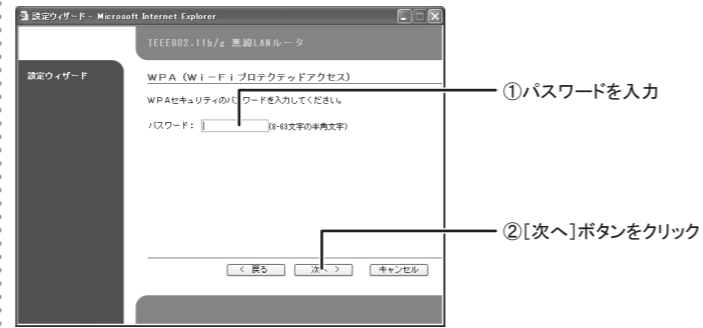 設定ウィザード - Microsoft Internet Explorer
IEEE802.11b/g 無線LANルータ
設定ウィザード
WPA (Wi-Fiプロテクテッドアクセス)
WPAセキュリティのパスワードを入力してください。
パスワード: (8-63文字の半角文字)
①パスワードを入力
②[次へ]ボタンをクリック
< 戻る 次へ > キャンセル